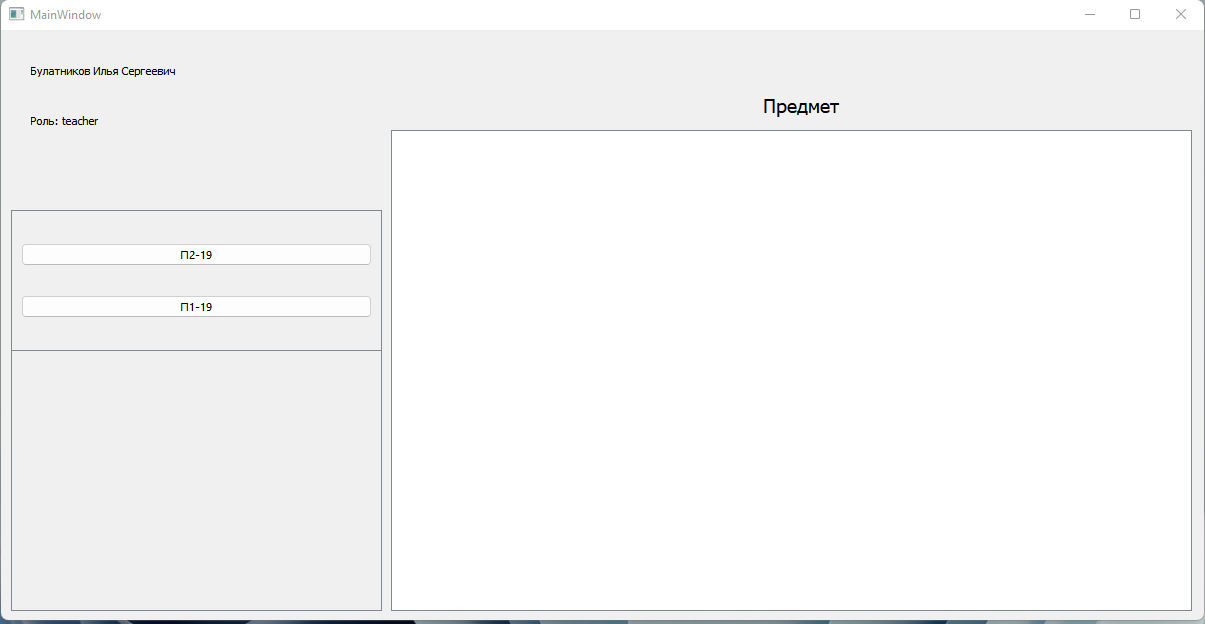 MainWindow
Булатников Илья Сергеевич
Роль: teacher
Предмет
П2-19
П1-19